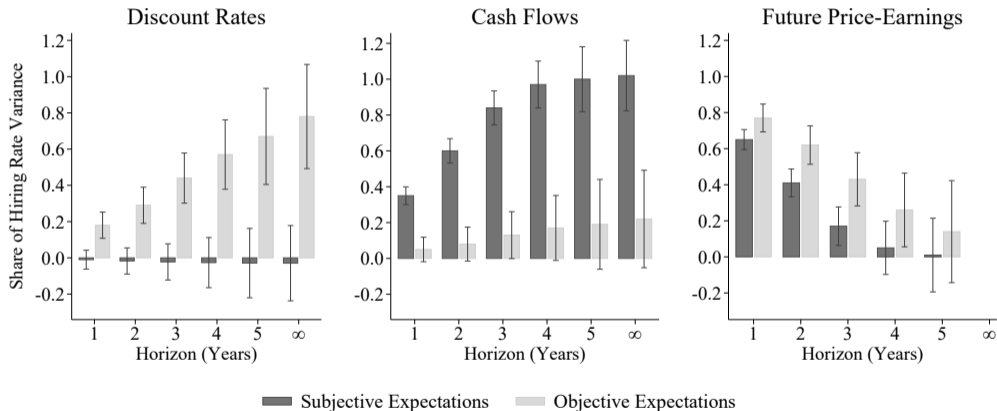 Discount Rates
Cash Flows
Future Price-Earnings
Share of Hiring Rate Variance
1.2
1.0
0.8
0.6
0.4
0.2
0.0
-0.2
1 2 3 4 5 ∞
Horizon (Years)
1.2
1.0
0.8
0.6
0.4
0.2
0.0
-0.2
1 2 3 4 5 ∞
Horizon (Years)
1.2
1.0
0.8
0.6
0.4
0.2
0.0
-0.2
1 2 3 4 5 ∞
Horizon (Years)
Subjective Expectations
Objective Expectations